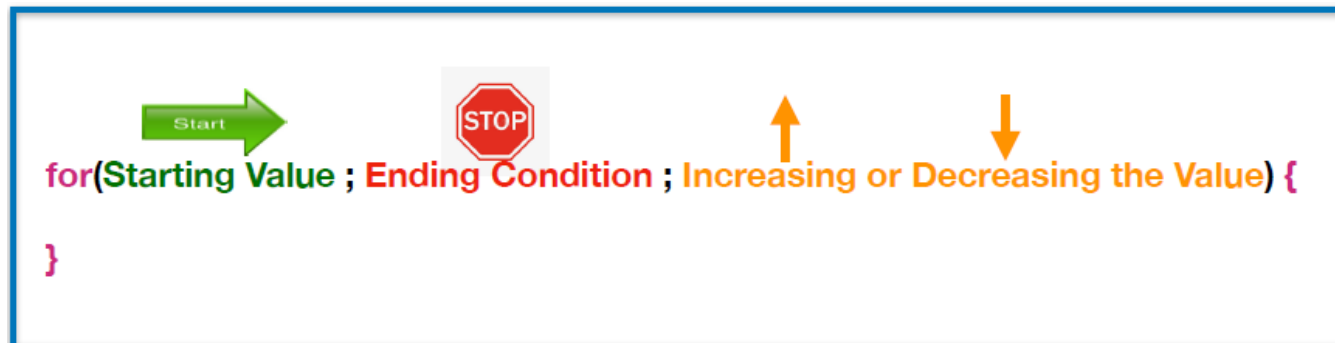 Start
STOP
for(Starting Value ; Ending Condition ; Increasing or Decreasing the Value) {
}